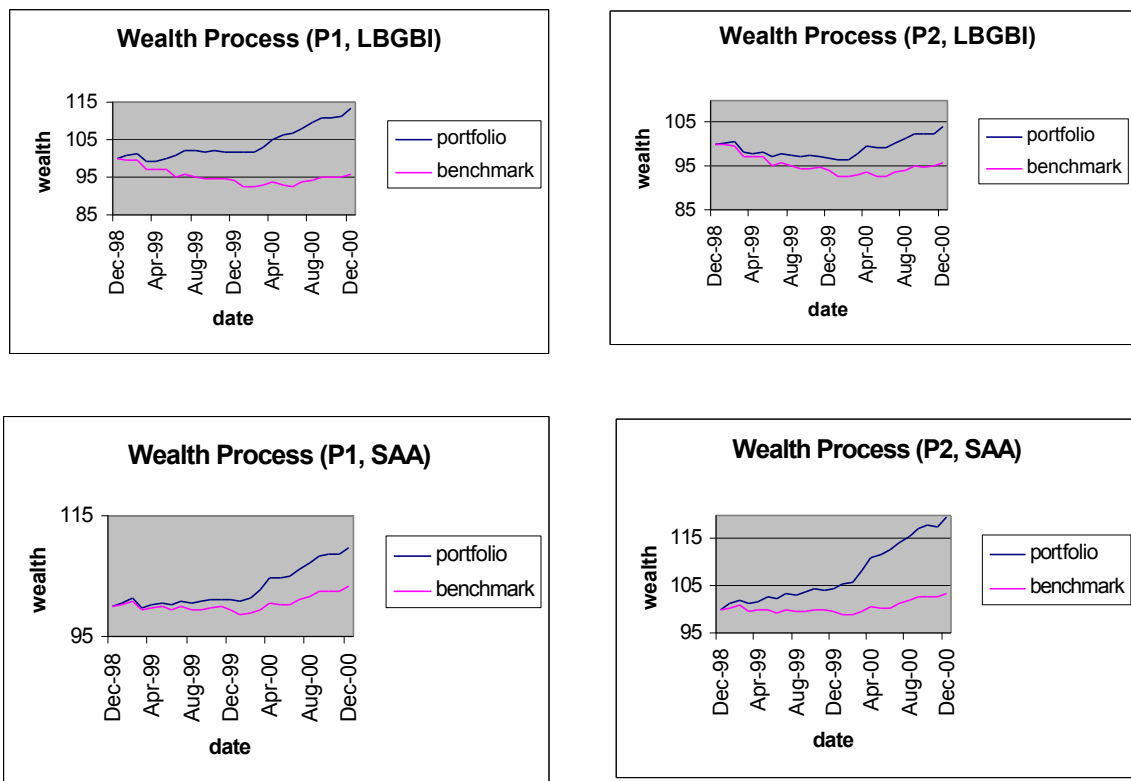 Wealth Process (P1, LBGBI)
115
105
95
85
wealth
Dec-98
Apr-99
Aug-99
Dec-99
Apr-00
Aug-00
Dec-00
date
portfolio
benchmark
Wealth Process (P2, LBGBI)
105
95
85
wealth
Dec-98
Apr-99
Aug-99
Dec-99
Apr-00
Aug-00
Dec-00
date
portfolio
benchmark
Wealth Process (P1, SAA)
115
95
wealth
Dec-98
Apr-99
Aug-99
Dec-99
Apr-00
Aug-00
Dec-00
date
portfolio
benchmark
Wealth Process (P2, SAA)
115
105
95
wealth
Dec-98
Apr-99
Aug-99
Dec-99
Apr-00
Aug-00
Dec-00
date
portfolio
benchmark